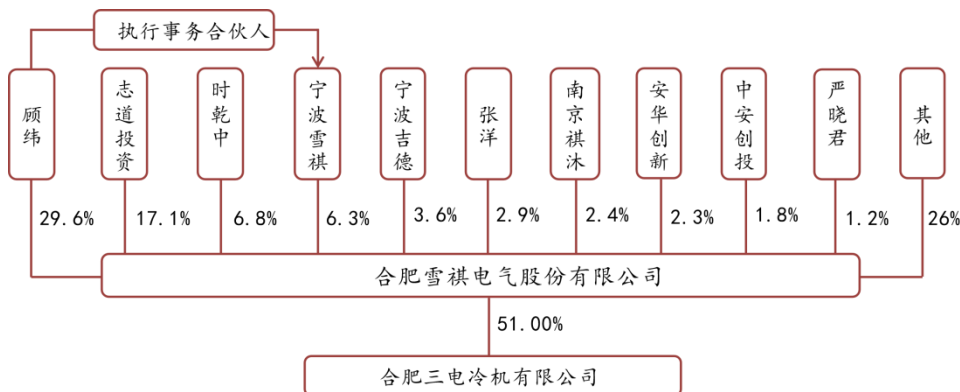 执行事务合伙人
顾纬
志道投资
时乾中
宁波雪祺
宁波吉德
张洋
南京祺沐
安华创新
中安创投
严晓君
其他
29.6%
17.1%
6.8%
6.3%
3.6%
2.9%
2.4%
2.3%
1.8%
1.2%
26%
合肥雪祺电气股份有限公司
51.00%
合肥三电冷机有限公司